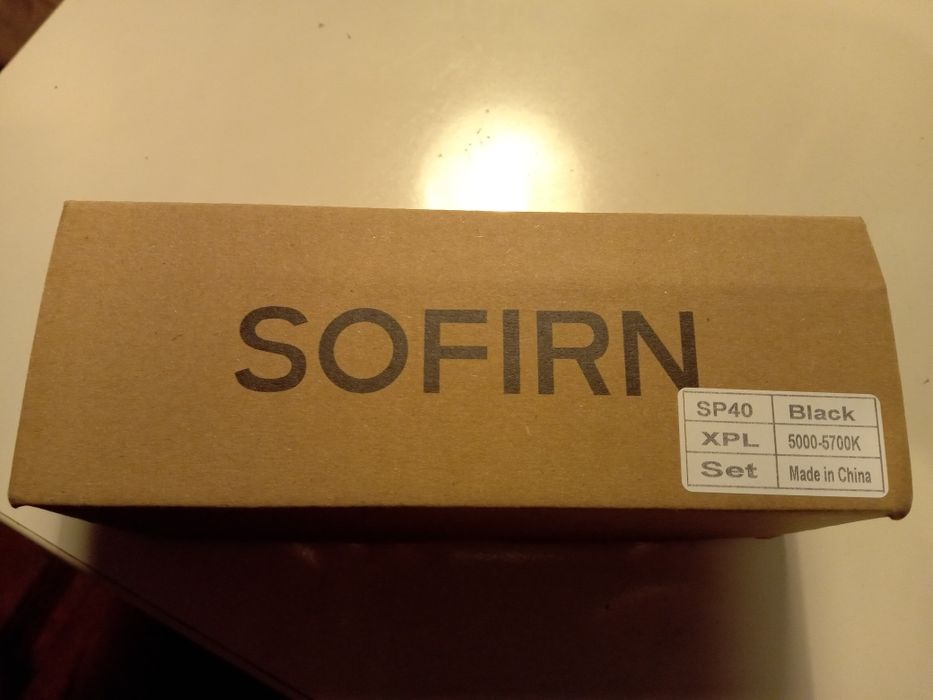 SOFIRN
SP40 Black
XPL 5000-5700K
Set Made in China